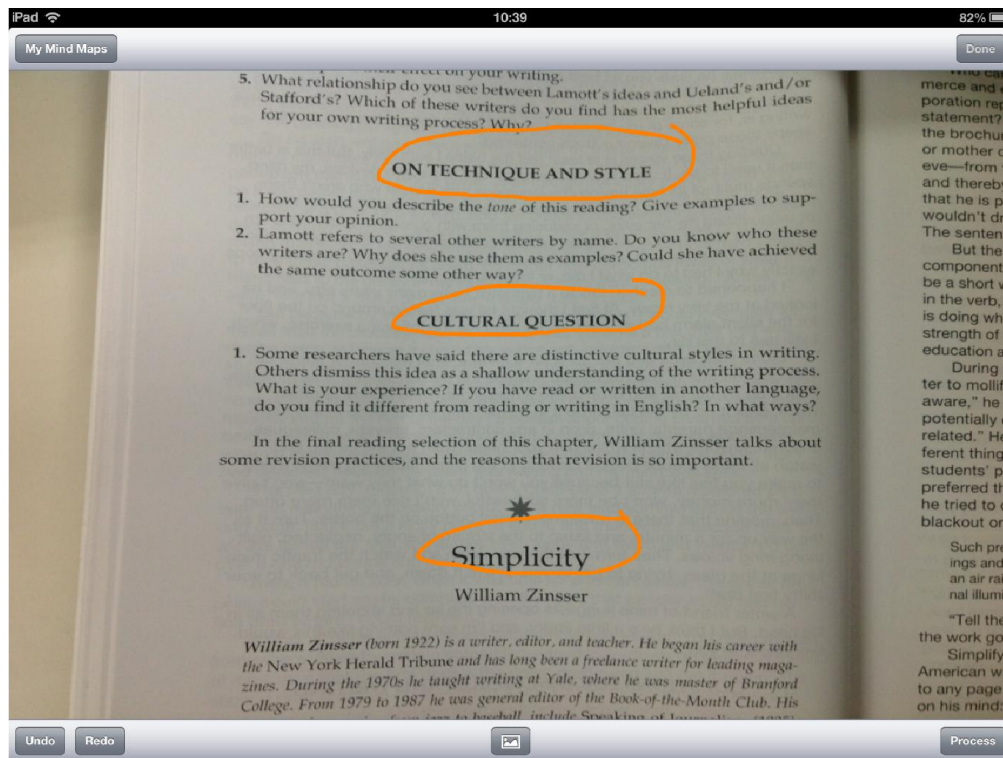 iPad 10:39 82%
My Mind Maps Done
effect on your writing.
5. What relationship do you see between Lamott's ideas and Ueland's and/or
Stafford's? Which of these writers do you find has the most helpful ideas
for your own writing process? Why?
ON TECHNIQUE AND STYLE
1. How would you describe the tone of this reading? Give examples to sup-
port your opinion.
2. Lamott refers to several other writers by name. Do you know who these
writers are? Why does she use them as examples? Could she have achieved
the same outcome some other way?
CULTURAL QUESTION
1. Some researchers have said there are distinctive cultural styles in writing.
Others dismiss this idea as a shallow understanding of the writing process.
What is your experience? If you have read or written in another language,
do you find it different from reading or writing in English? In what ways?
In the final reading selection of this chapter, William Zinsser talks about
some revision practices, and the reasons that revision is so important.
Simplicity
William Zinsser
William Zinsser (born 1922) is a writer, editor, and teacher. He began his career with
the New York Herald Tribune and has long been a freelance writer for leading maga-
zines. During the 1970s he taught writing at Yale, where he was master of Branford
College. From 1979 to 1987 he was general editor of the Book-of-the-Month Club. His
to baseball, include Speaking of
merce and
poration
statement?
the
or mother
eve—from
and thereby
that he is
wouldn't
The
But the
component
be a short
in the verb,
is doing
strength of
education
During
ter to
aware," he
potentially
related."
ferent
students'
preferred
he tried to
blackout
Such
ings and
an air
nal
"Tell the
the work
Simplify
American
to any page
on his mind:
Undo Redo Process